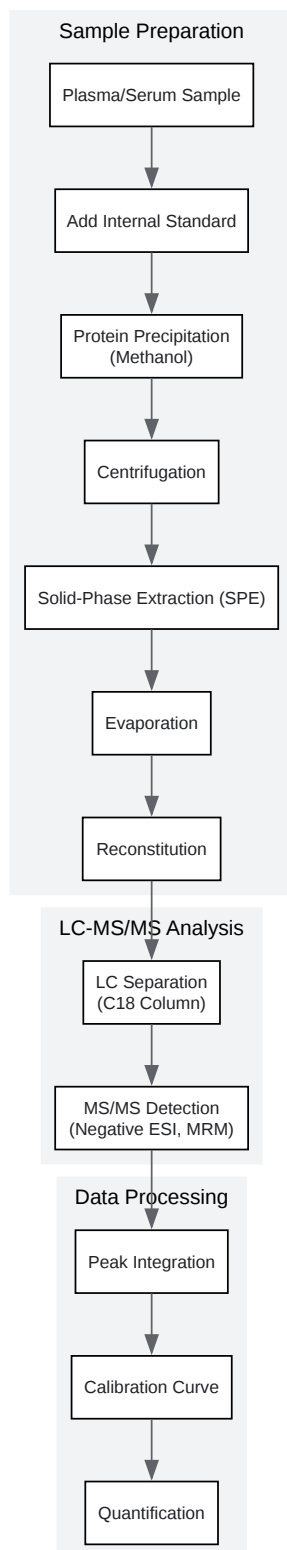 Sample Preparation
Plasma/Serum Sample
Add Internal Standard
Protein Precipitation
(Methanol)
Centrifugation
Solid-Phase Extraction (SPE)
Evaporation
Reconstitution
LC-MS/MS Analysis
LC Separation
(C18 Column)
MS/MS Detection
(Negative ESI, MRM)
Data Processing
Peak Integration
Calibration Curve
Quantification